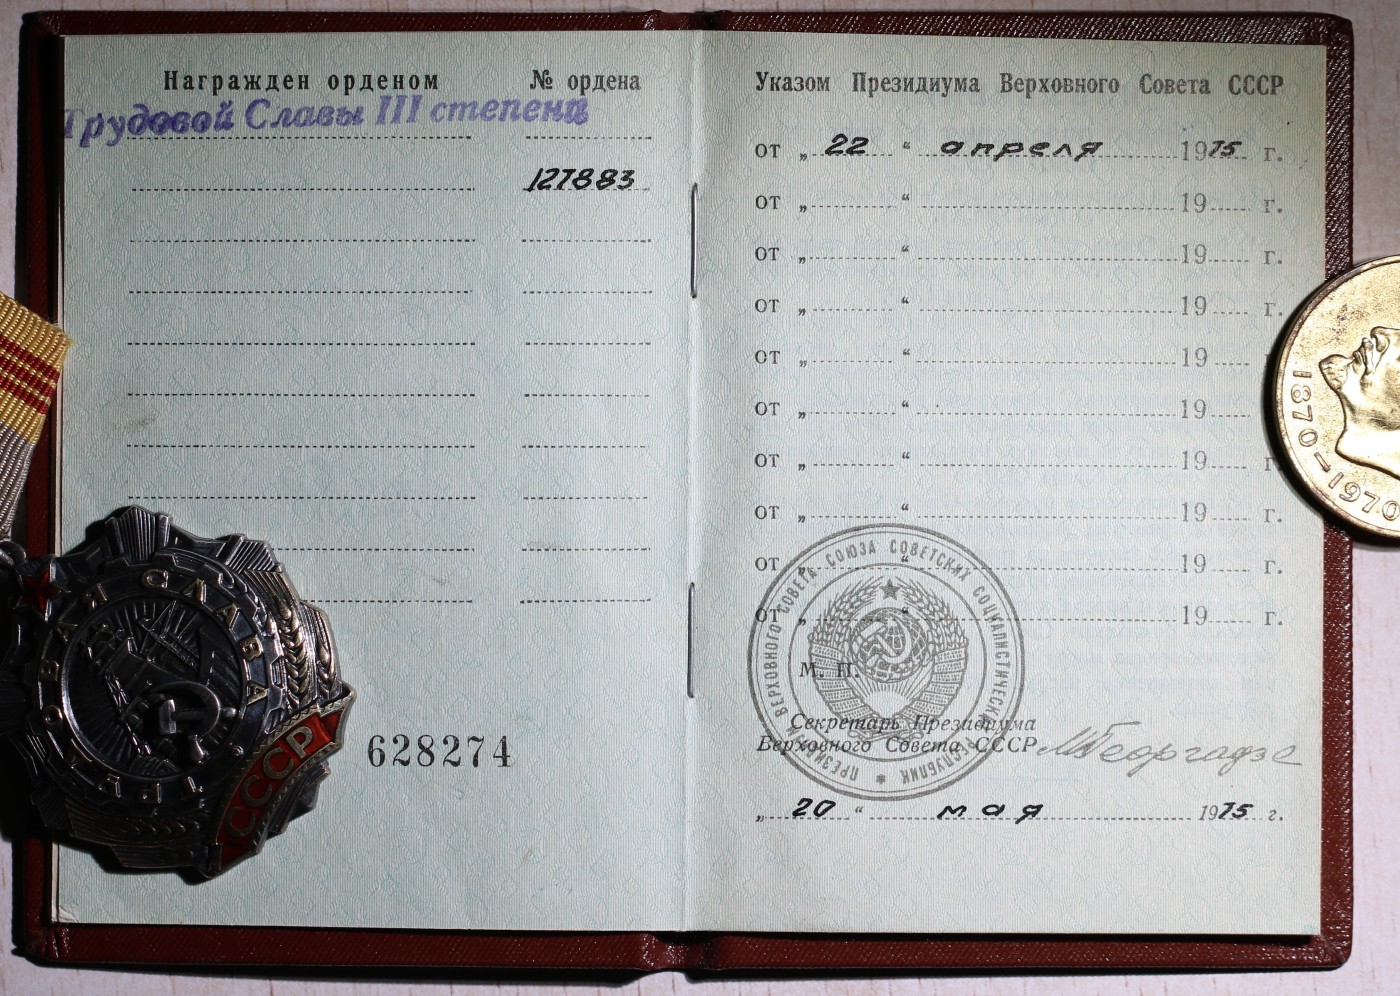 Награжден орденом № ордена
Трудовой Славы III степени
127883
628274
Указом Президиума Верховного Совета СССР
от „ 22 “ апреля 1975 г.
от „ “ 19 г.
от „ “ 19 г.
от „ “ 19 г.
от „ “ 19
от „ “ 19
от „ “ 19 г.
от „ “ 19 г.
от „ “ 19 г.
от „ “ 19 г.
ПРЕЗИДИУМ ВЕРХОВНОГО СОВЕТА СОЮЗА СОВЕТСКИХ СОЦИАЛИСТИЧЕСКИХ РЕСПУБЛИК
М. П.
Секретарь Президиума
Верховного Совета СССР МГеоргадзе
„ 20 “ мая 1975 г.
ТРУДОВАЯ СЛАВА
СССР
1870–1970